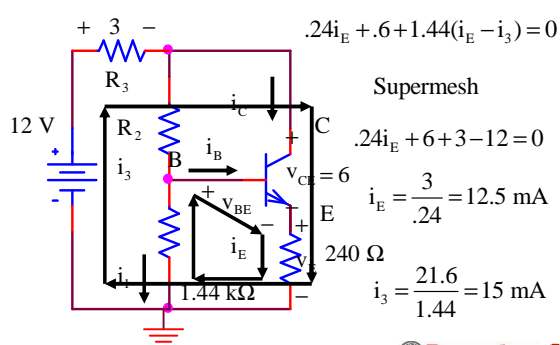 + 3 −
.24i_E +.6+1.44(i_E −i_3)=0
R_3
Supermesh
i_C
12 V
R_2
C
+
.24i_E +6+3−12=0
B
i_B
i_3
+
v_CE = 6
v_BE
−
−
E
+
i_E = 3/.24 = 12.5 mA
i_E
240 Ω
i_1
1.44 kΩ
−
i_3 = 21.6/1.44 = 15 mA
+
-